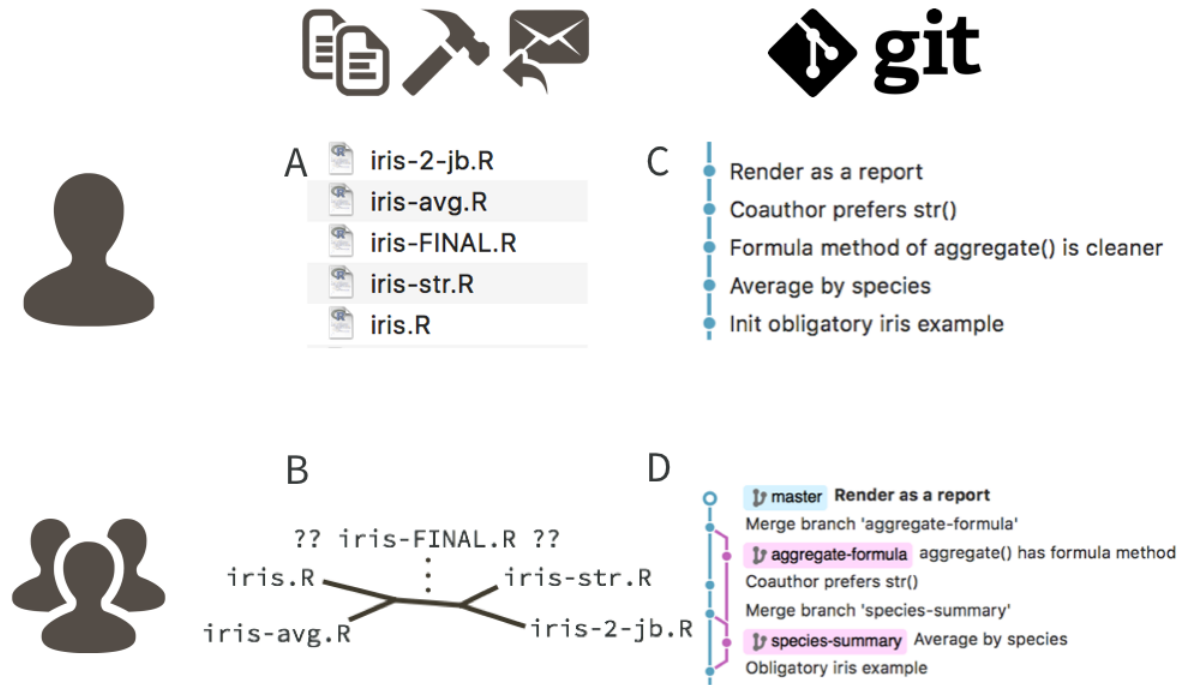 git
A
iris-2-jb.R
iris-avg.R
iris-FINAL.R
iris-str.R
iris.R
C
Render as a report
Coauthor prefers str()
Formula method of aggregate() is cleaner
Average by species
Init obligatory iris example
B
?? iris-FINAL.R ??
iris.R
iris-str.R
iris-avg.R
iris-2-jb.R
D
master Render as a report
Merge branch 'aggregate-formula'
aggregate-formula aggregate() has formula method
Coauthor prefers str()
Merge branch 'species-summary'
species-summary Average by species
Obligatory iris example